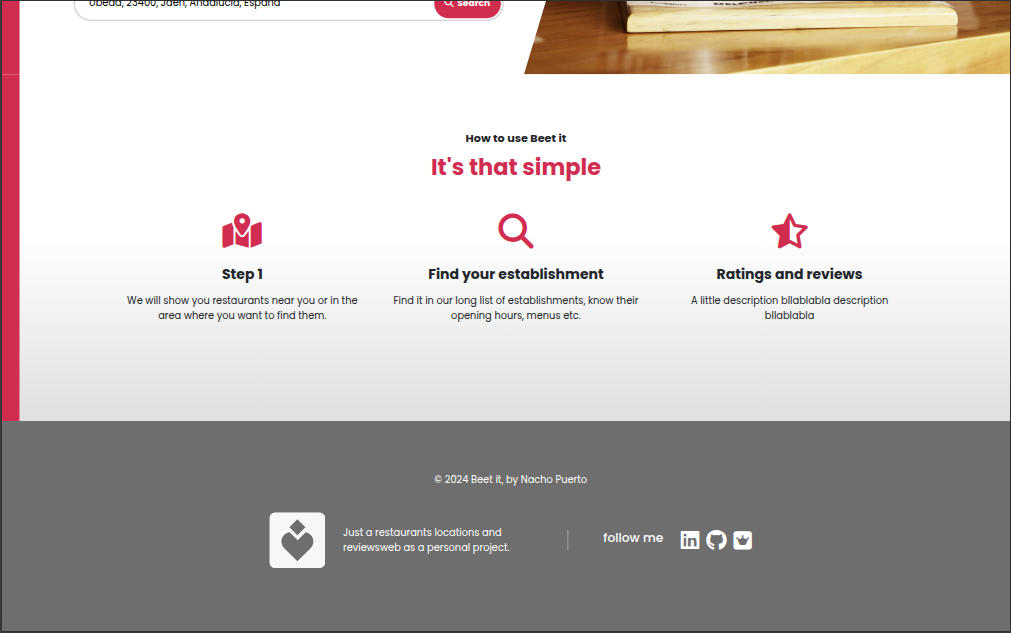 Úbeda, 23400, Jaén, Andalucía, España
Search
How to use Beet it
It's that simple
Step 1
We will show you restaurants near you or in the
area where you want to find them.
Find your establishment
Find it in our long list of establishments, know their
opening hours, menus etc.
Ratings and reviews
A little description bllablabla description
bllablabla
© 2024 Beet it, by Nacho Puerto
Just a restaurants locations and
reviewsweb as a personal project.
follow me
in